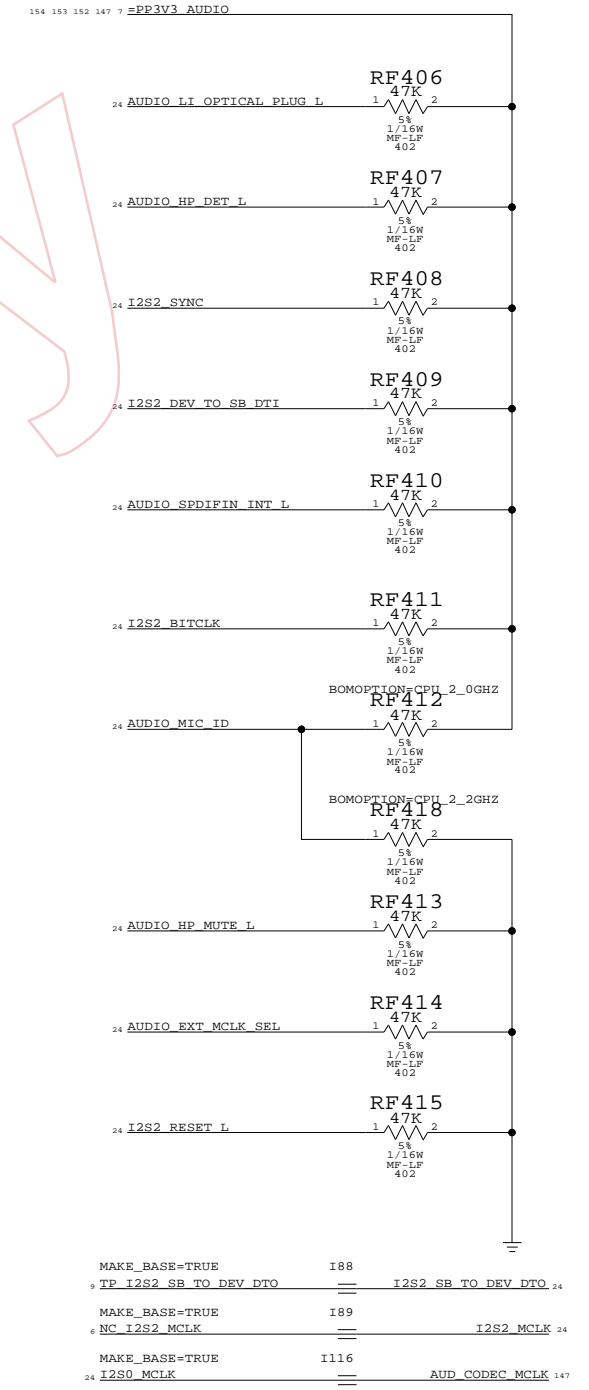 154 153 152 147 7 =PP3V3_AUDIO
RF406
47K
24 AUDIO_LI_OPTICAL_PLUG_L 1 2
5%
1/16W
MF-LF
402
RF407
47K
24 AUDIO_HP_DET_L 1 2
5%
1/16W
MF-LF
402
RF408
47K
24 I2S2_SYNC 1 2
5%
1/16W
MF-LF
402
RF409
47K
24 I2S2_DEV_TO_SB_DTI 1 2
5%
1/16W
MF-LF
402
RF410
47K
24 AUDIO_SPDIFIN_INT_L 1 2
5%
1/16W
MF-LF
402
RF411
47K
24 I2S2_BITCLK 1 2
5%
1/16W
MF-LF
402
BOMOPTION=CPU_2_0GHZ
RF412
47K
24 AUDIO_MIC_ID 1 2
5%
1/16W
MF-LF
402
BOMOPTION=CPU_2_2GHZ
RF418
47K
1 2
5%
1/16W
MF-LF
402
RF413
47K
24 AUDIO_HP_MUTE_L 1 2
5%
1/16W
MF-LF
402
RF414
47K
24 AUDIO_EXT_MCLK_SEL 1 2
5%
1/16W
MF-LF
402
RF415
47K
24 I2S2_RESET_L 1 2
5%
1/16W
MF-LF
402
MAKE_BASE=TRUE I88
9 TP_I2S2_SB_TO_DEV_DTO I2S2_SB_TO_DEV_DTO 24
MAKE_BASE=TRUE I89
6 NC_I2S2_MCLK I2S2_MCLK 24
MAKE_BASE=TRUE I116
24 I2S0_MCLK AUD_CODEC_MCLK 147